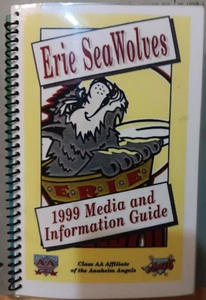 Erie SeaWolves
ERIE
1999 Media and
Information Guide
Class AA Affiliate
of the Anaheim Angels